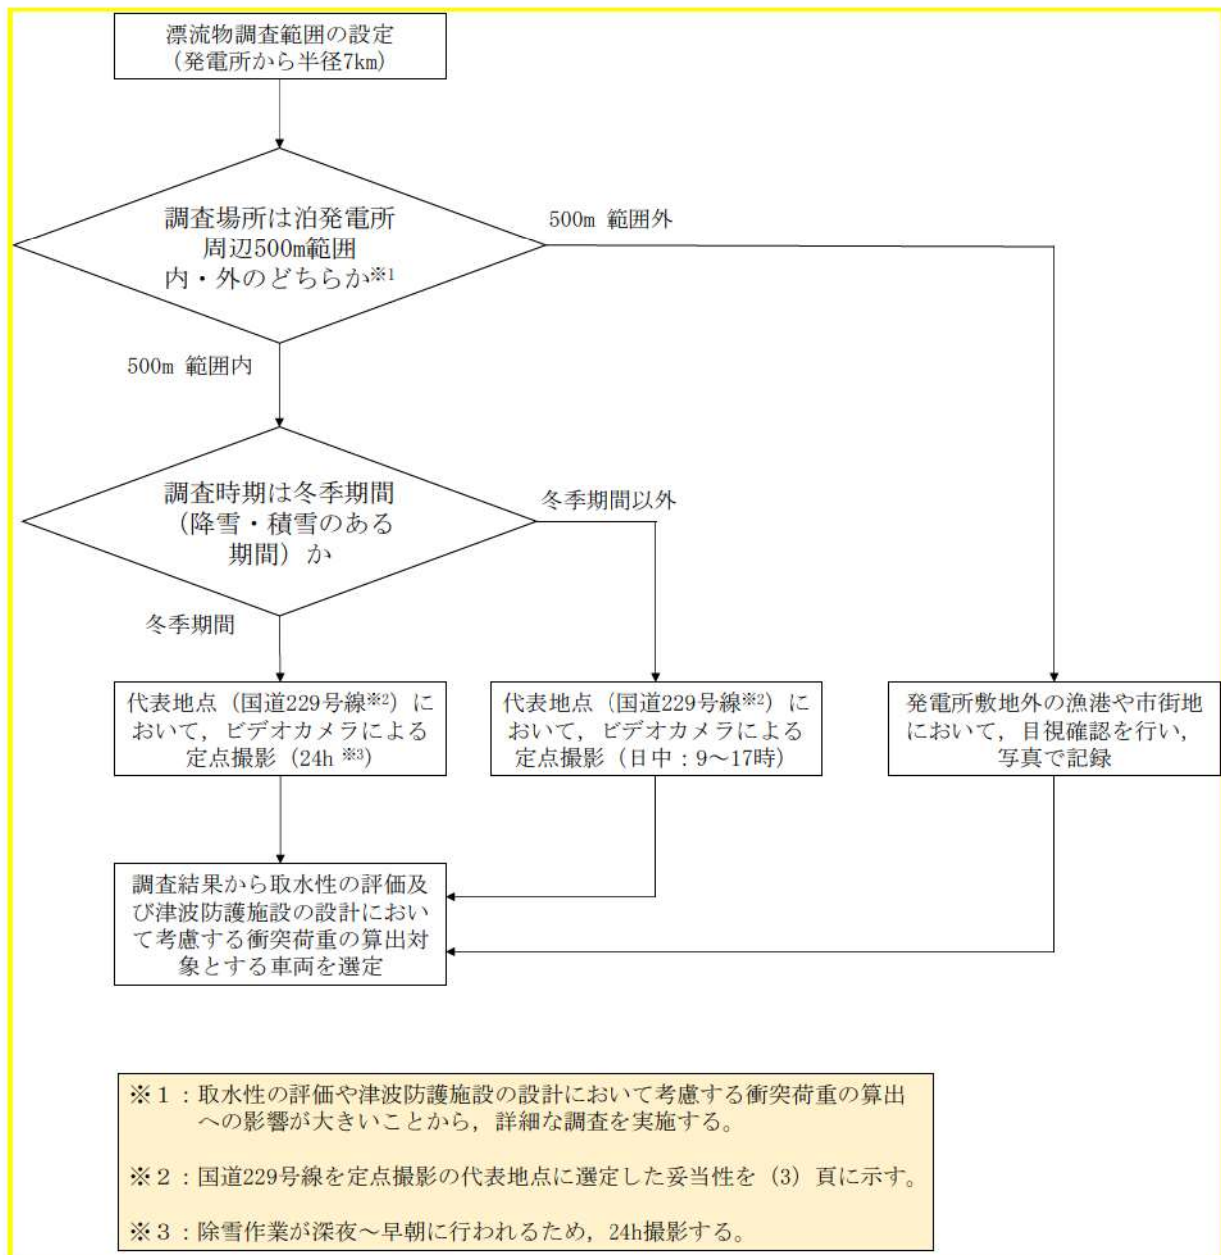 漂流物調査範囲の設定
(発電所から半径7km)
調査場所は泊発電所
周辺500m範囲
内・外のどちらか※1
500m 範囲外
500m 範囲内
調査時期は冬季期間
(降雪・積雪のある
期間)か
冬季期間以外
冬季期間
代表地点(国道229号線※2)に
おいて,ビデオカメラによる
定点撮影(24h ※3)
代表地点(国道229号線※2)に
おいて,ビデオカメラによる
定点撮影(日中:9~17時)
発電所敷地外の漁港や市街地
において,目視確認を行い,
写真で記録
調査結果から取水性の評価及
び津波防護施設の設計におい
て考慮する衝突荷重の算出対
象とする車両を選定
※1:取水性の評価や津波防護施設の設計において考慮する衝突荷重の算出
への影響が大きいことから,詳細な調査を実施する。
※2:国道229号線を定点撮影の代表地点に選定した妥当性を(3)頁に示す。
※3:除雪作業が深夜~早朝に行われるため,24h撮影する。